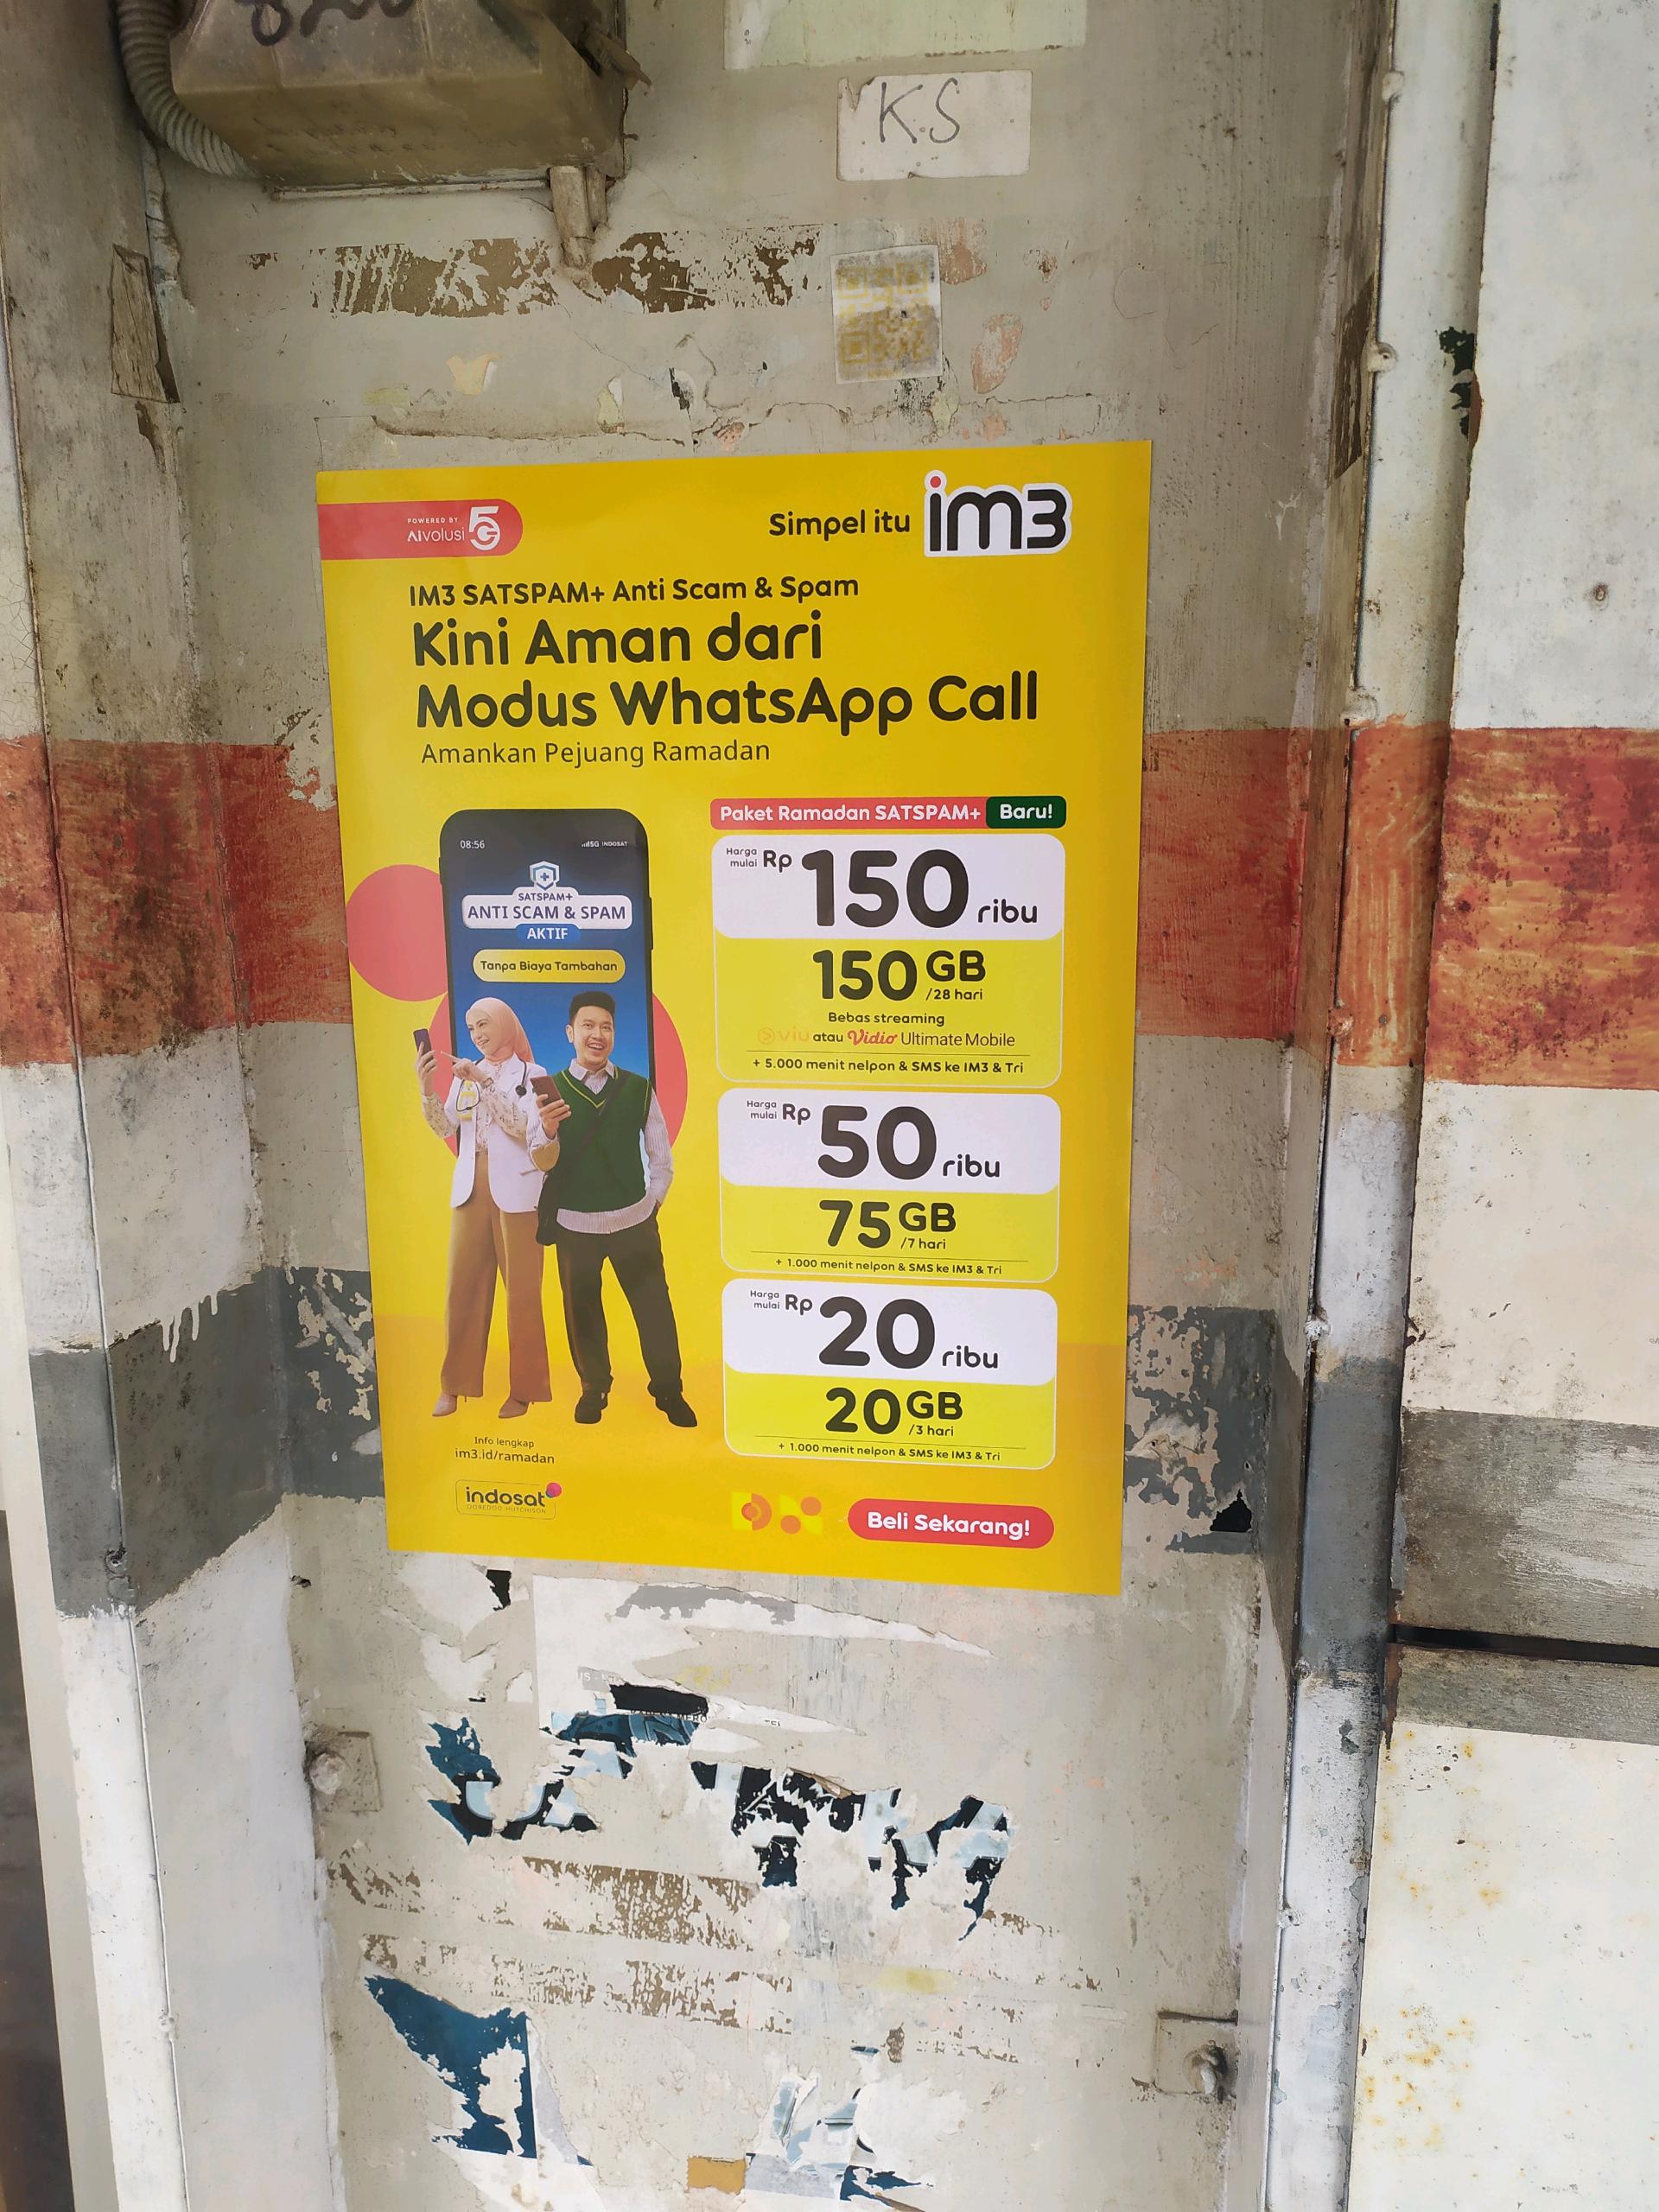 KS
POWERED BY
AIvolusi 5G
Simpel itu im3
IM3 SATSPAM+ Anti Scam & Spam
Kini Aman dari
Modus WhatsApp Call
Amankan Pejuang Ramadan
08:56
5G INDOSAT
SATSPAM+
ANTI SCAM & SPAM
AKTIF
Tanpa Biaya Tambahan
Paket Ramadan SATSPAM+ Baru!
Harga mulai Rp 150 ribu
150 GB
/28 hari
Bebas streaming
viu atau Vidio Ultimate Mobile
+ 5.000 menit nelpon & SMS ke IM3 & Tri
Harga mulai Rp 50 ribu
75 GB
/7 hari
+ 1.000 menit nelpon & SMS ke IM3 & Tri
Harga mulai Rp 20 ribu
20 GB
/3 hari
+ 1.000 menit nelpon & SMS ke IM3 & Tri
Info lengkap
im3.id/ramadan
indosat
OOREDOO HUTCHISON
Beli Sekarang!